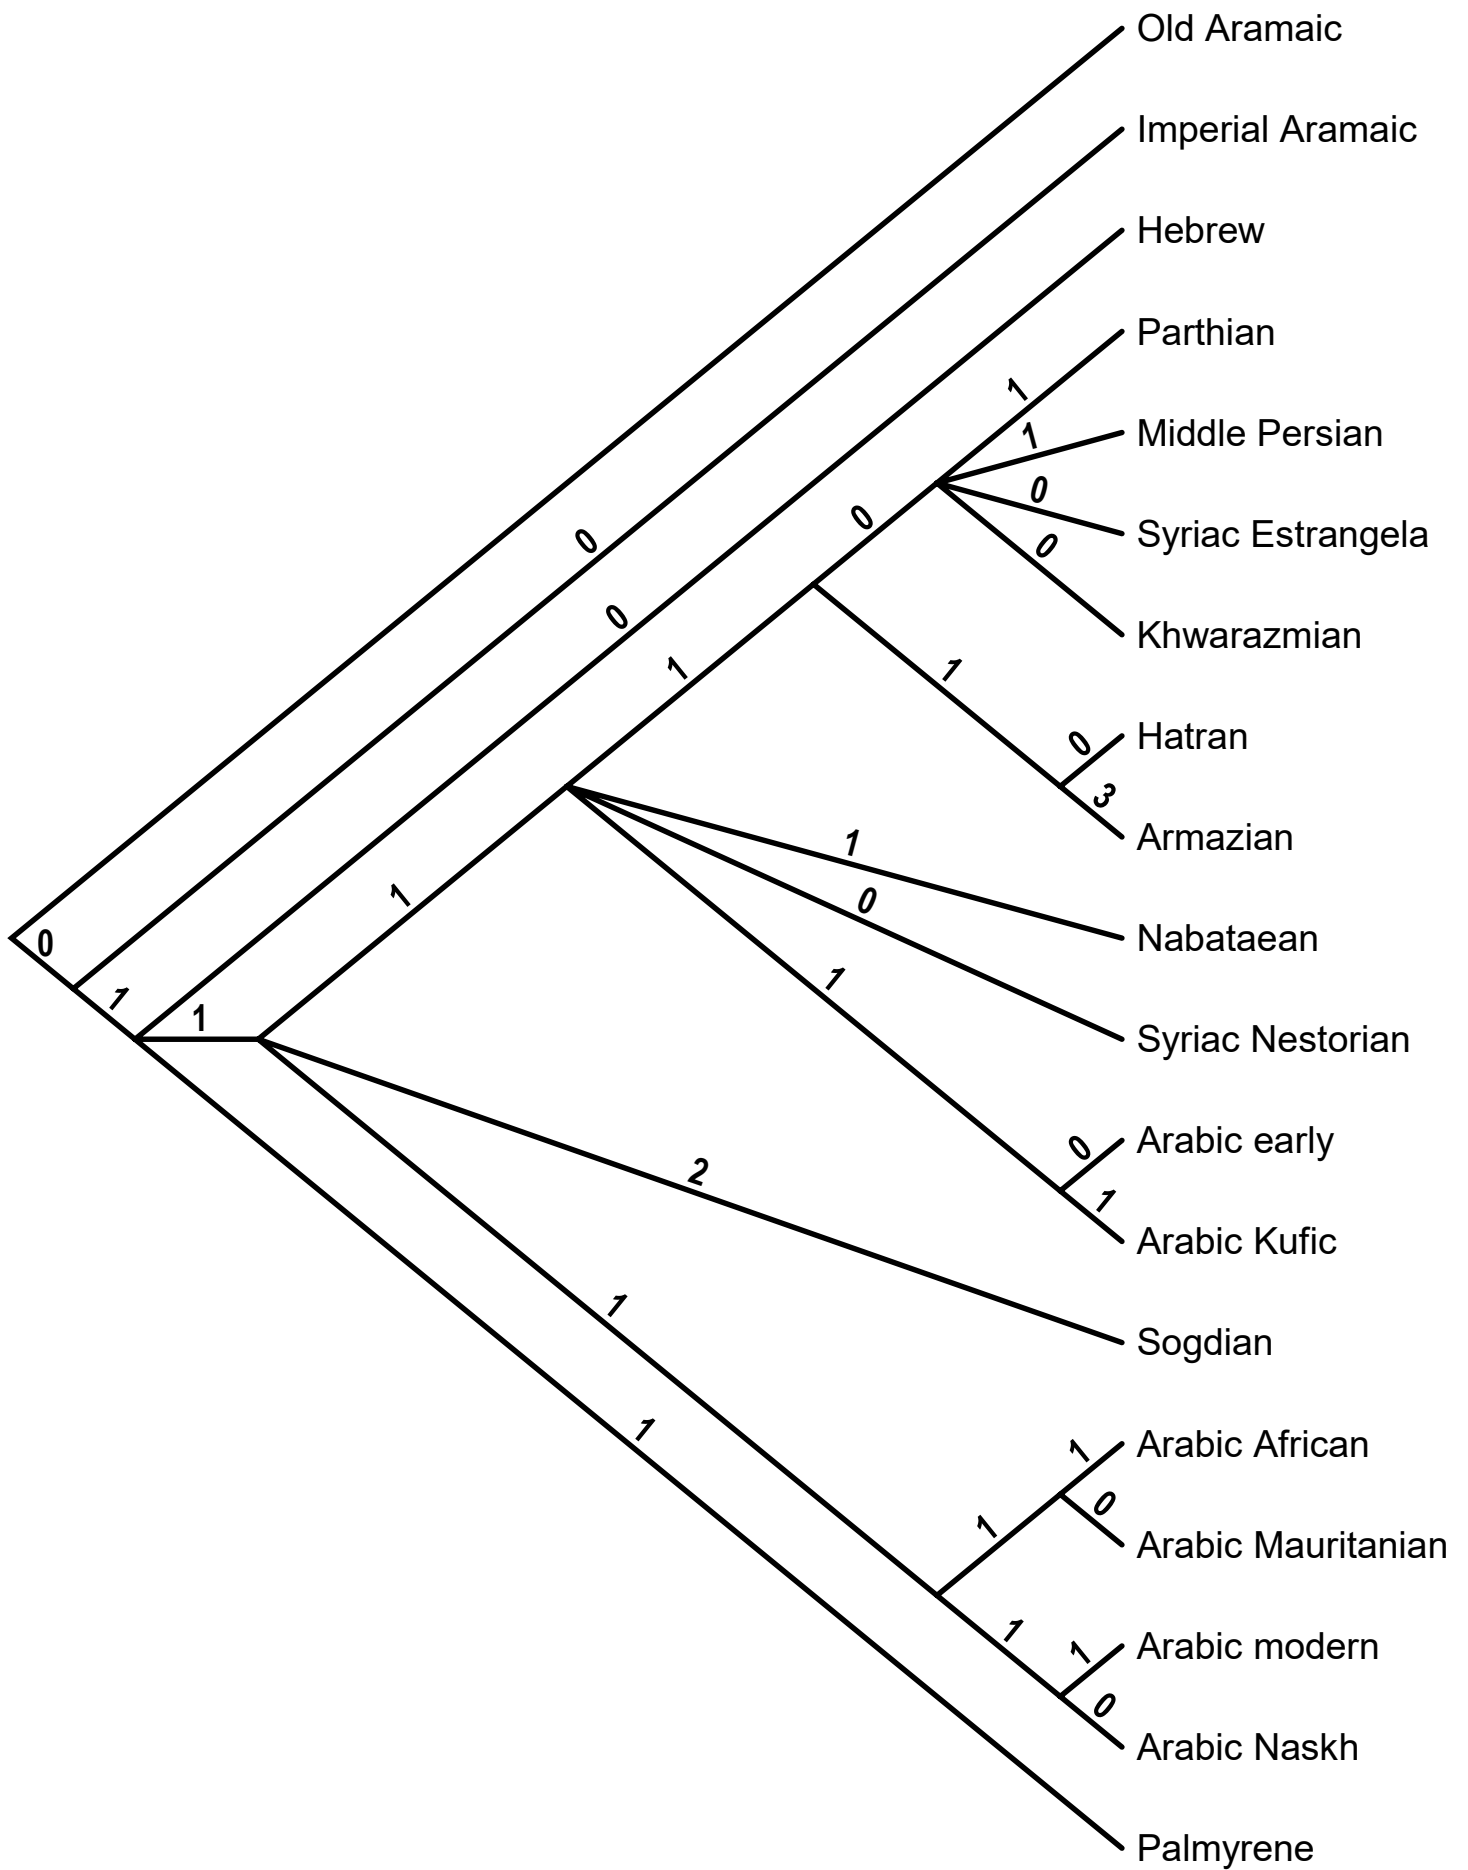 Old Aramaic
Imperial Aramaic
Hebrew
Parthian
1
Middle Persian
1
0
Syriac Estrangela
0
0
0
Khwarazmian
0
1
1
Hatran
0
3
Armazian
1
1
0
Nabataean
0
1
1
1
Syriac Nestorian
0
Arabic early
1
Arabic Kufic
2
1
Sogdian
1
1
Arabic African
0
1
Arabic Mauritanian
1
1
Arabic modern
0
Arabic Naskh
Palmyrene